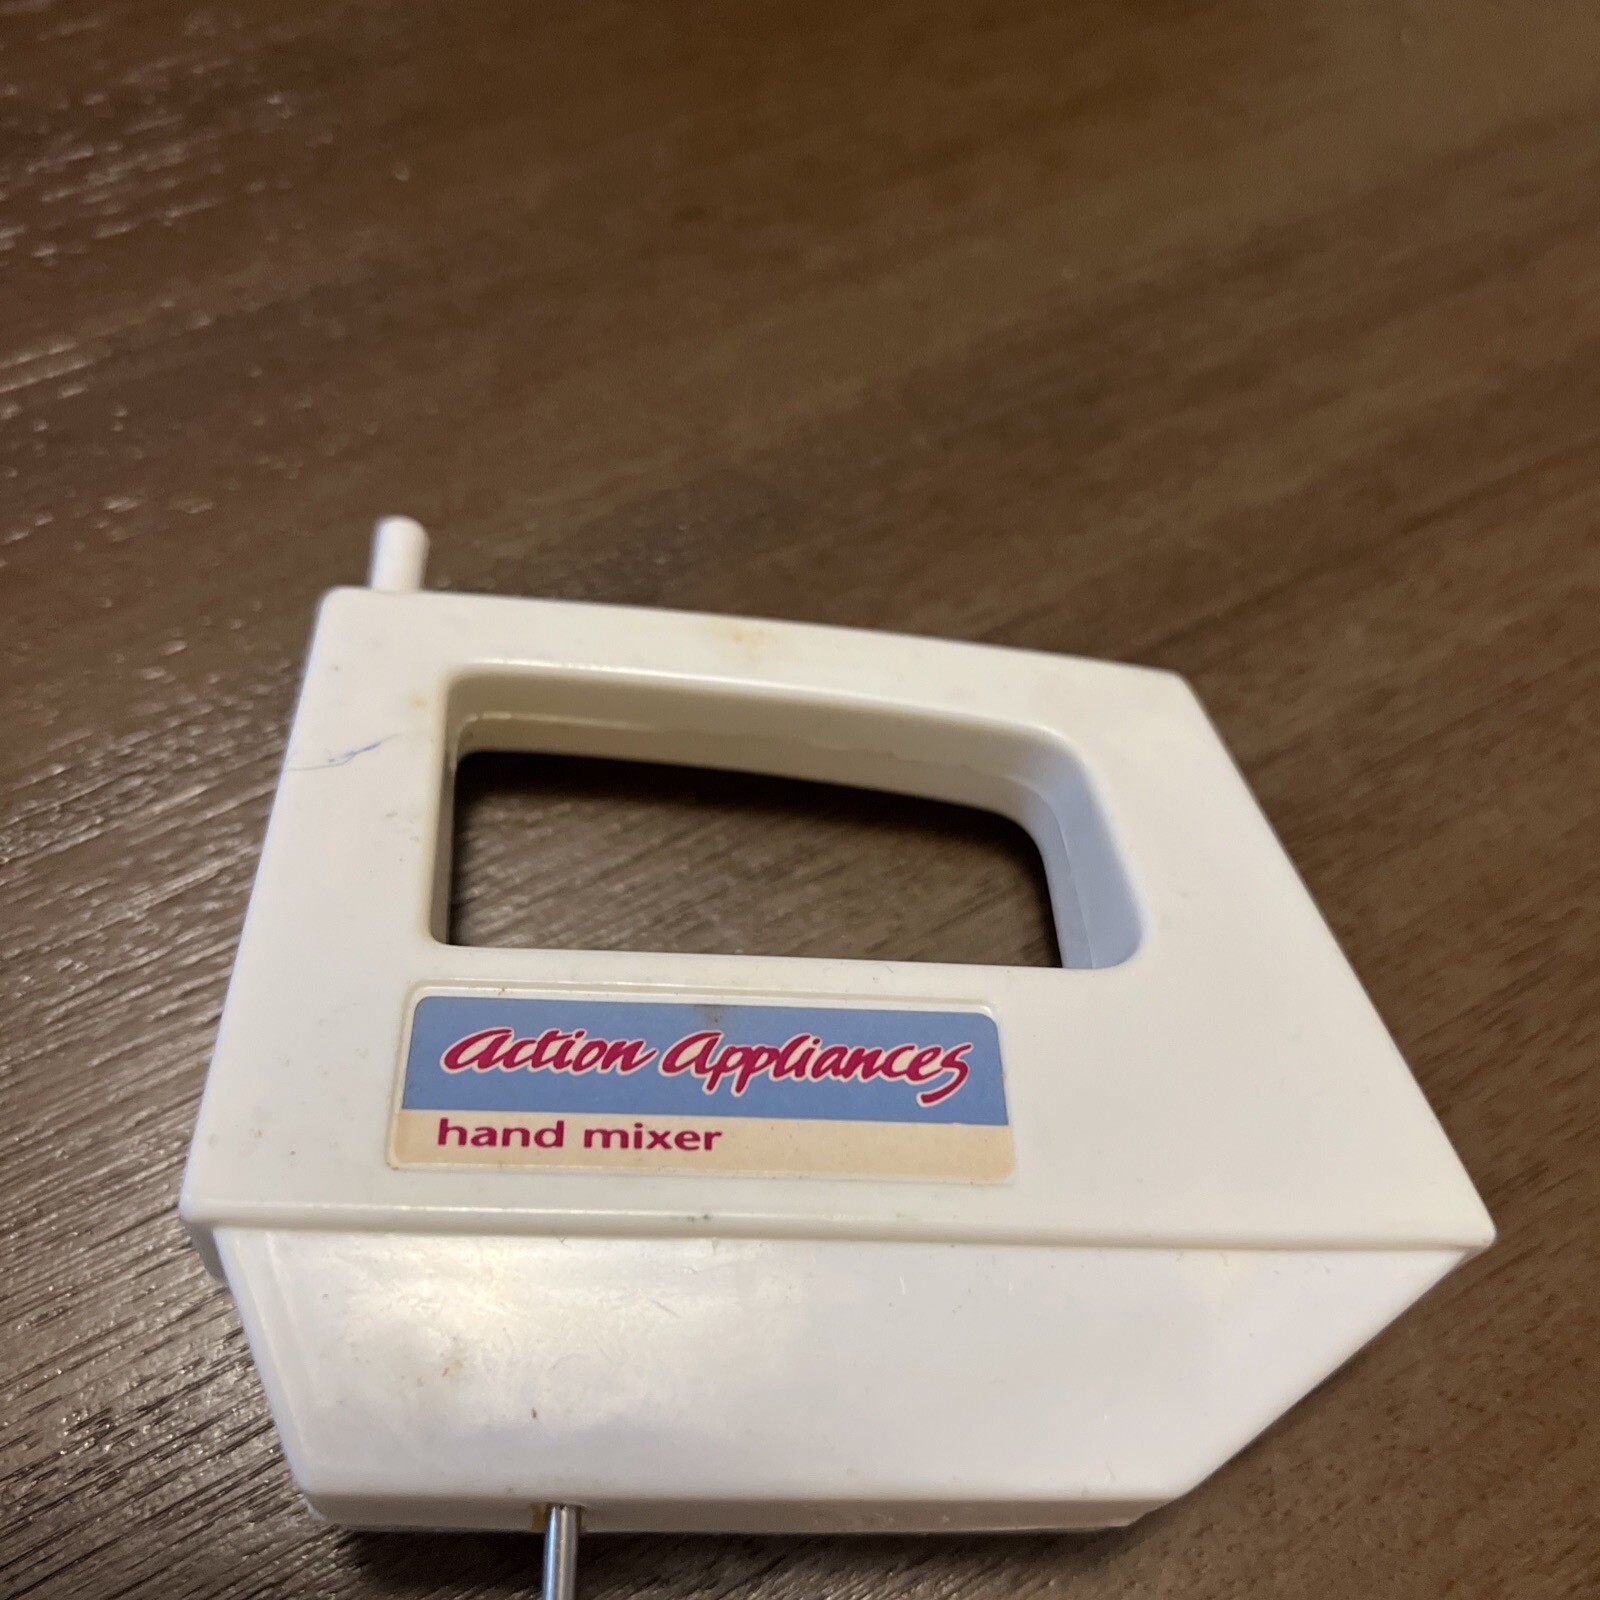 Action Appliances
hand mixer